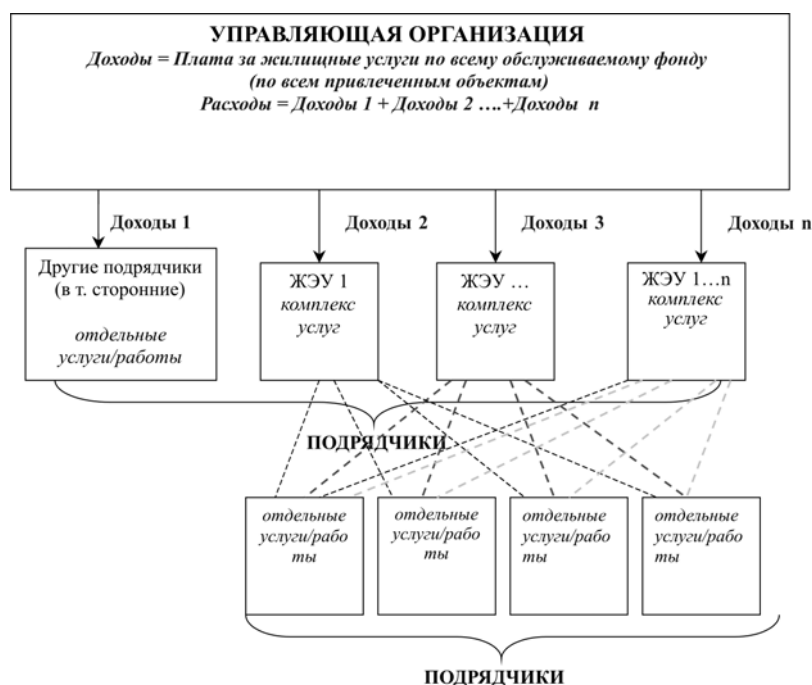 УПРАВЛЯЮЩАЯ ОРГАНИЗАЦИЯ
Доходы = Плата за жилищные услуги по всему обслуживаемому фонду
(по всем привлеченным объектам)
Расходы = Доходы 1 + Доходы 2 ….+Доходы n
Доходы 1
Доходы 2
Доходы 3
Доходы n
Другие подрядчики
(в т. сторонние)
отдельные
услуги/работы
ЖЭУ 1
комплекс
услуг
ЖЭУ …
комплекс
услуг
ЖЭУ 1…n
комплекс
услуг
ПОДРЯДЧИКИ
отдельные
услуги/рабо
ты
отдельные
услуги/рабо
ты
отдельные
услуги/рабо
ты
отдельные
услуги/рабо
ты
ПОДРЯДЧИКИ